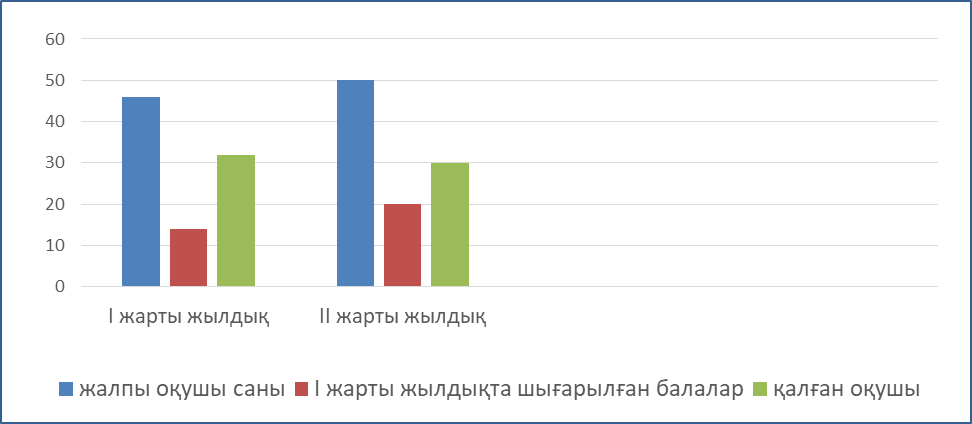 60
50
40
30
20
10
0
І жарты жылдық
ІІ жарты жылдық
жалпы оқушы саны
І жарты жылдықта шығарылған балалар
қалған оқушы